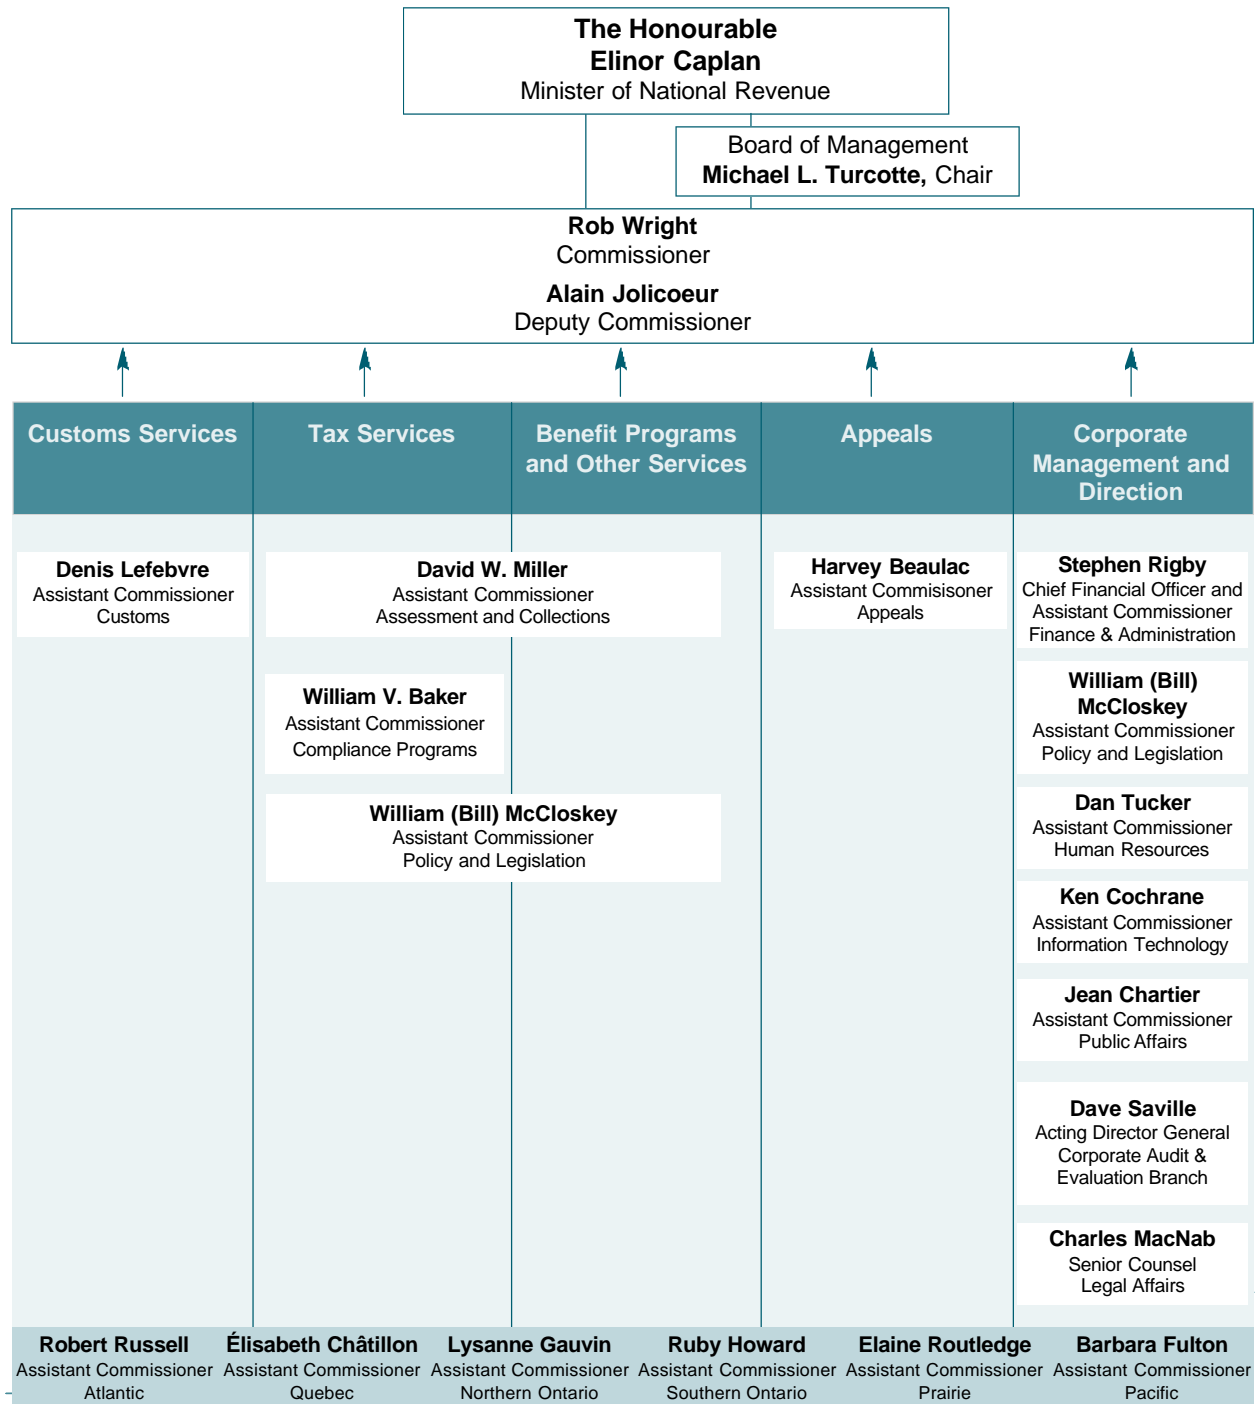 The Honourable
Elinor Caplan
Minister of National Revenue
Board of Management
Michael L. Turcotte, Chair
Rob Wright
Commissioner
Alain Jolicoeur
Deputy Commissioner
Customs Services
Tax Services
Benefit Programs
and Other Services
Appeals
Corporate
Management and
Direction
Denis Lefebvre
Assistant Commissioner
Customs
David W. Miller
Assistant Commissioner
Assessment and Collections
William V. Baker
Assistant Commissioner
Compliance Programs
William (Bill) McCloskey
Assistant Commissioner
Policy and Legislation
Harvey Beaulac
Assistant Commisisoner
Appeals
Stephen Rigby
Chief Financial Officer and
Assistant Commissioner
Finance & Administration
William (Bill)
McCloskey
Assistant Commissioner
Policy and Legislation
Dan Tucker
Assistant Commissioner
Human Resources
Ken Cochrane
Assistant Commissioner
Information Technology
Jean Chartier
Assistant Commissioner
Public Affairs
Dave Saville
Acting Director General
Corporate Audit &
Evaluation Branch
Charles MacNab
Senior Counsel
Legal Affairs
Robert Russell
Assistant Commissioner
Atlantic
Élisabeth Châtillon
Assistant Commissioner
Quebec
Lysanne Gauvin
Assistant Commissioner
Northern Ontario
Ruby Howard
Assistant Commissioner
Southern Ontario
Elaine Routledge
Assistant Commissioner
Prairie
Barbara Fulton
Assistant Commissioner
Pacific